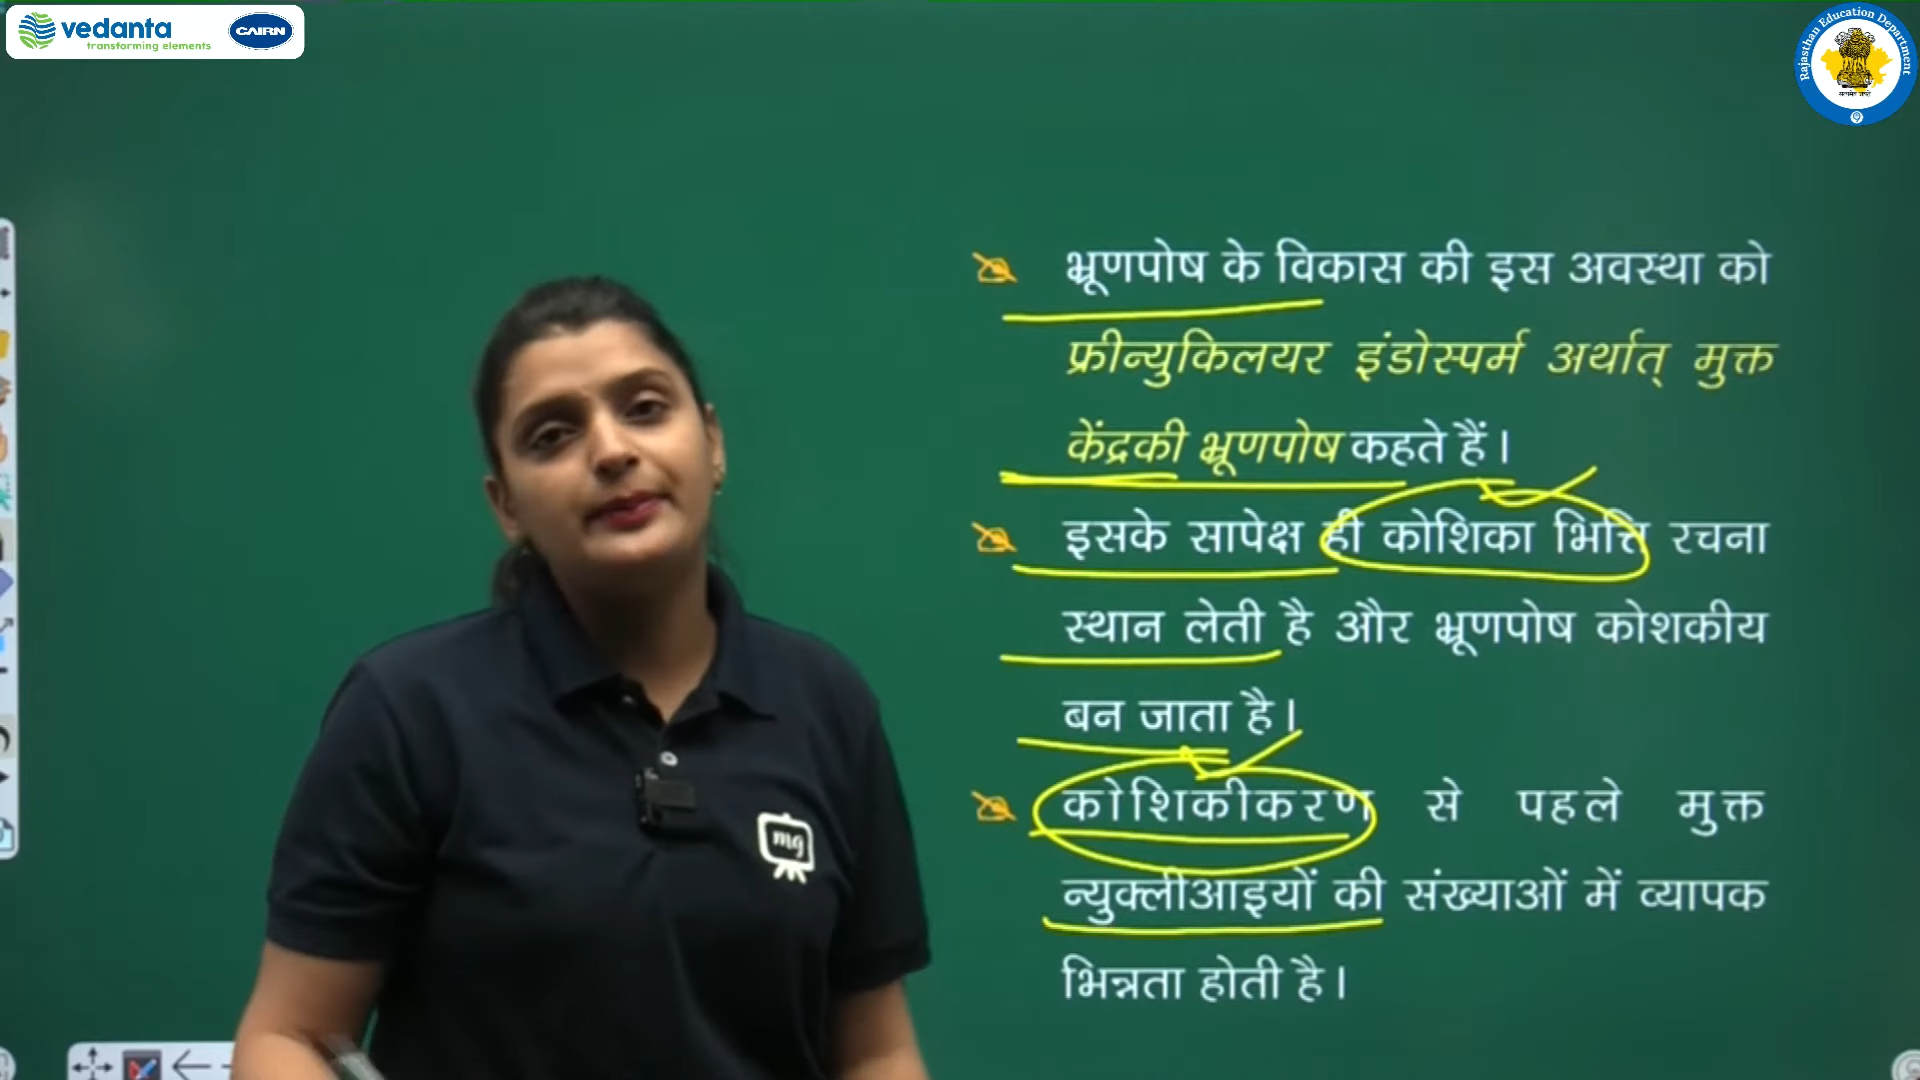 vedanta
transforming elements
CAIRN
Rajasthan Education Department
भ्रूणपोष के विकास की इस अवस्था को
फ्रीन्युकिलयर इंडोस्पर्म अर्थात् मुक्त
केंद्रकी भ्रूणपोष कहते हैं।
इसके सापेक्ष ही कोशिका भित्ति रचना
स्थान लेती है और भ्रूणपोष कोशकीय
बन जाता है।
कोशिकीकरण से पहले मुक्त
न्युक्लीआइयों की संख्याओं में व्यापक
भिन्नता होती है।
mg